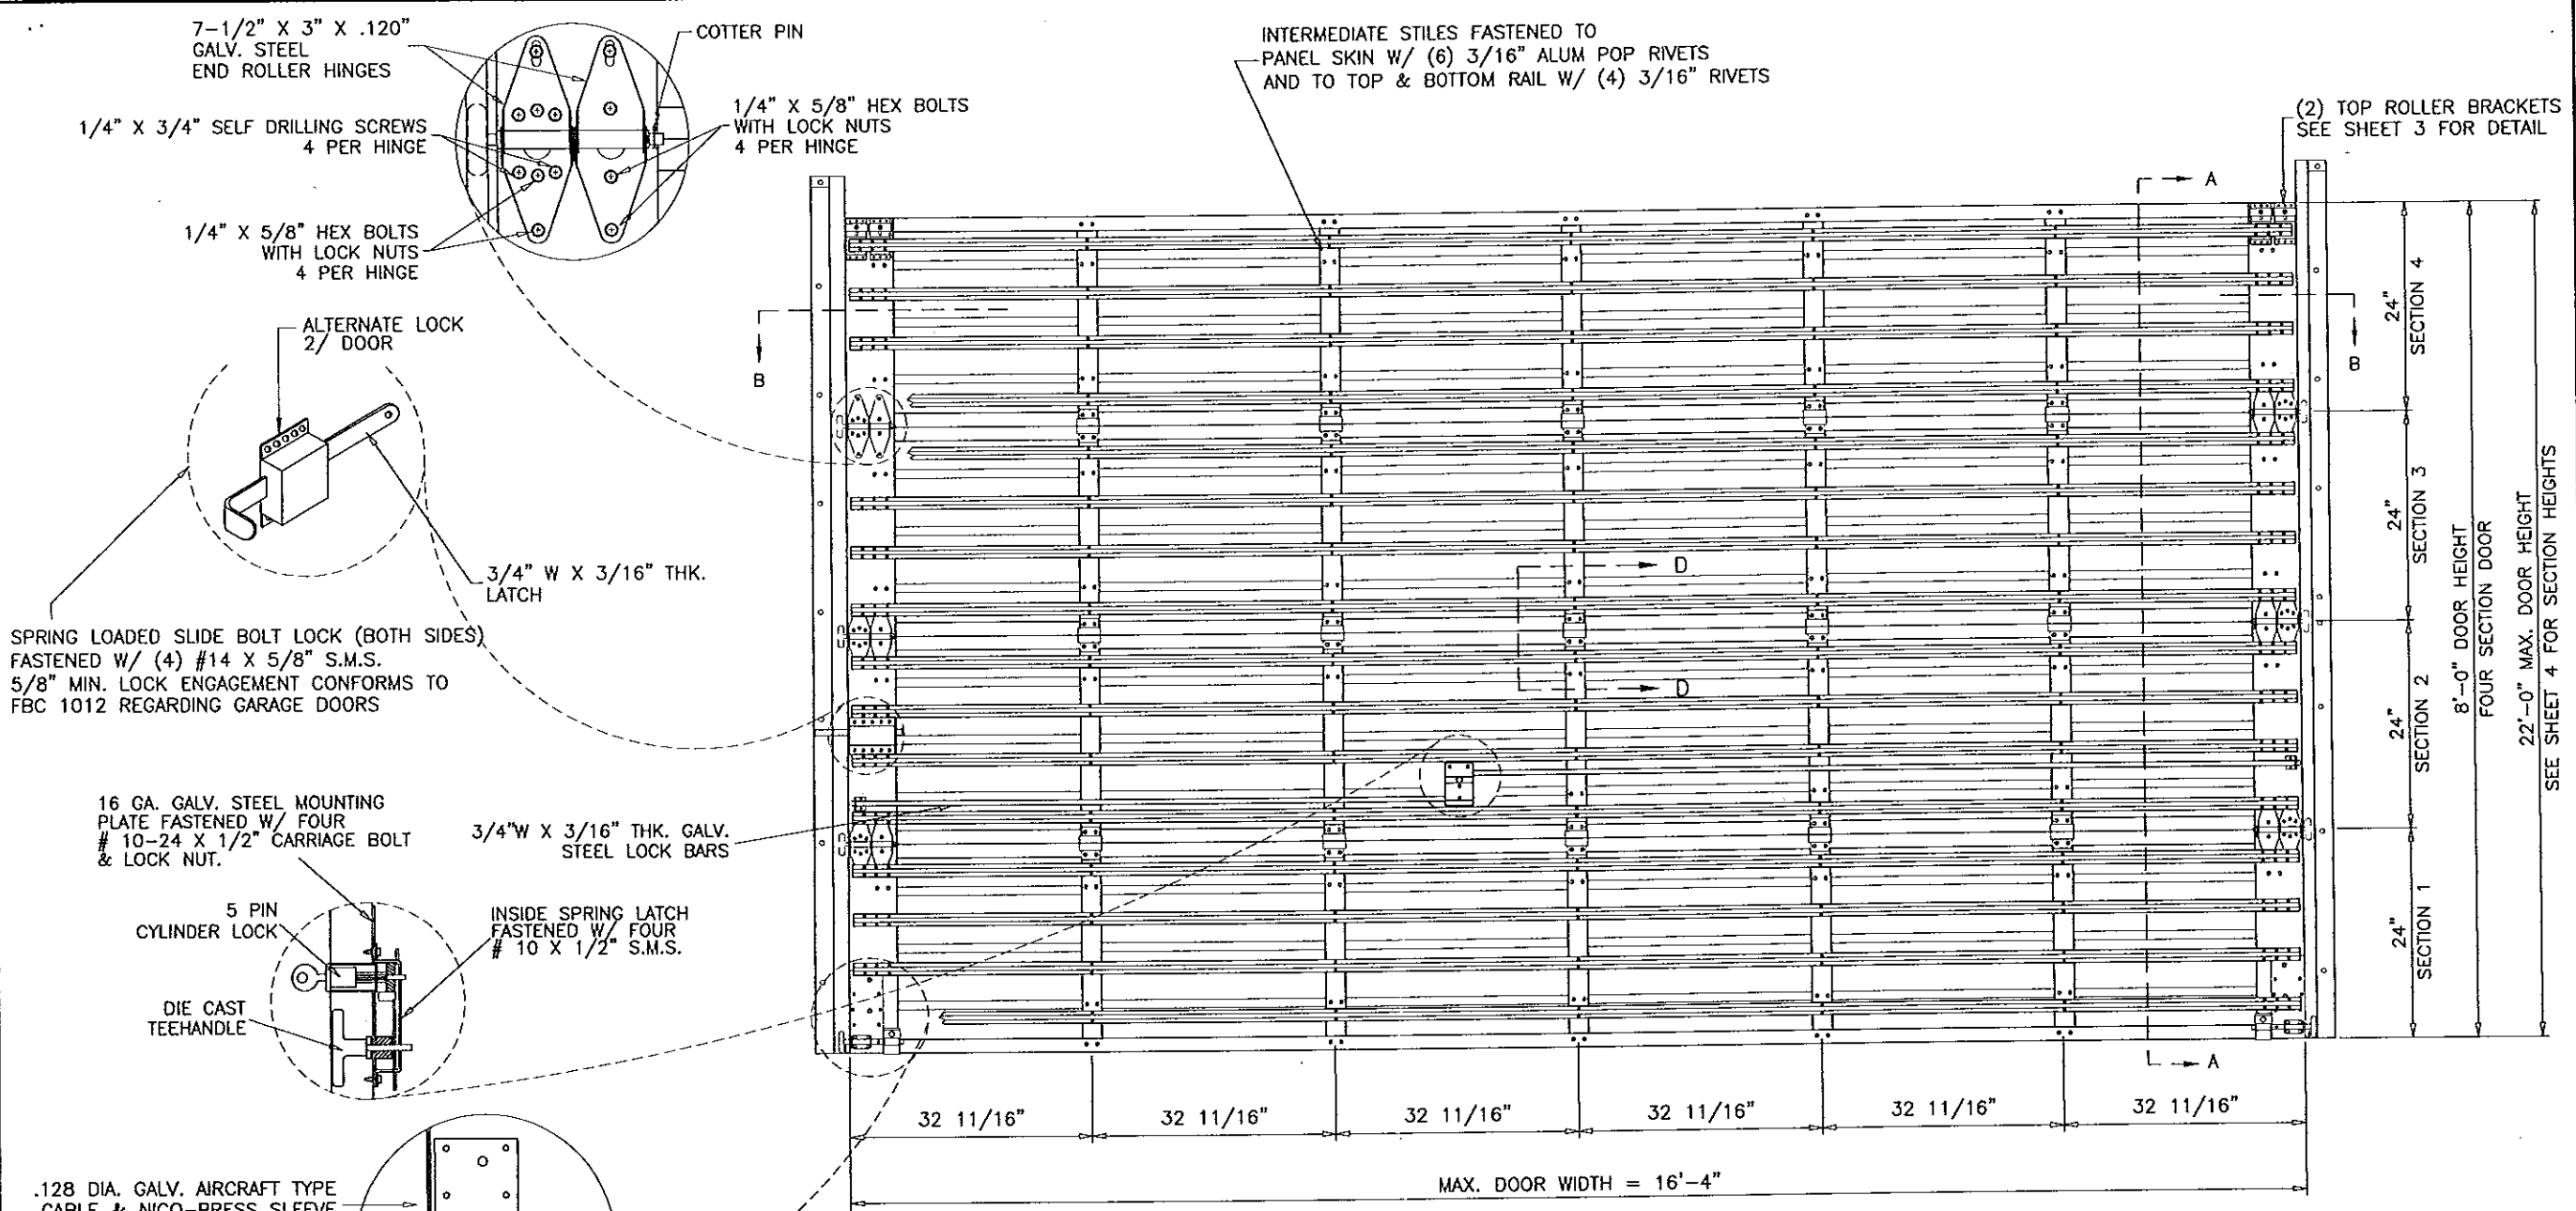 7-1/2" X 3" X .120"
GALV. STEEL
END ROLLER HINGES
COTTER PIN
1/4" X 3/4" SELF DRILLING SCREWS
4 PER HINGE
1/4" X 5/8" HEX BOLTS
WITH LOCK NUTS
4 PER HINGE
1/4" X 5/8" HEX BOLTS
WITH LOCK NUTS
4 PER HINGE
INTERMEDIATE STILES FASTENED TO
PANEL SKIN W/ (6) 3/16" ALUM POP RIVETS
AND TO TOP & BOTTOM RAIL W/ (4) 3/16" RIVETS
(2) TOP ROLLER BRACKETS
SEE SHEET 3 FOR DETAIL
A
B
B
ALTERNATE LOCK
2/ DOOR
3/4" W X 3/16" THK.
LATCH
SPRING LOADED SLIDE BOLT LOCK (BOTH SIDES)
FASTENED W/ (4) #14 X 5/8" S.M.S.
5/8" MIN. LOCK ENGAGEMENT CONFORMS TO
FBC 1012 REGARDING GARAGE DOORS
D
D
24"
SECTION 4
24"
SECTION 3
24"
SECTION 2
24"
SECTION 1
8'-0" DOOR HEIGHT
FOUR SECTION DOOR
22'-0" MAX. DOOR HEIGHT
SEE SHEET 4 FOR SECTION HEIGHTS
16 GA. GALV. STEEL MOUNTING
PLATE FASTENED W/ FOUR
# 10-24 X 1/2" CARRIAGE BOLT
& LOCK NUT.
3/4"W X 3/16" THK. GALV.
STEEL LOCK BARS
5 PIN
CYLINDER LOCK
INSIDE SPRING LATCH
FASTENED W/ FOUR
# 10 X 1/2" S.M.S.
DIE CAST
TEEHANDLE
A
32 11/16"
32 11/16"
32 11/16"
32 11/16"
32 11/16"
32 11/16"
MAX. DOOR WIDTH = 16'-4"
.128 DIA. GALV. AIRCRAFT TYPE
CABLE & NICO-PRESS SLEEVE